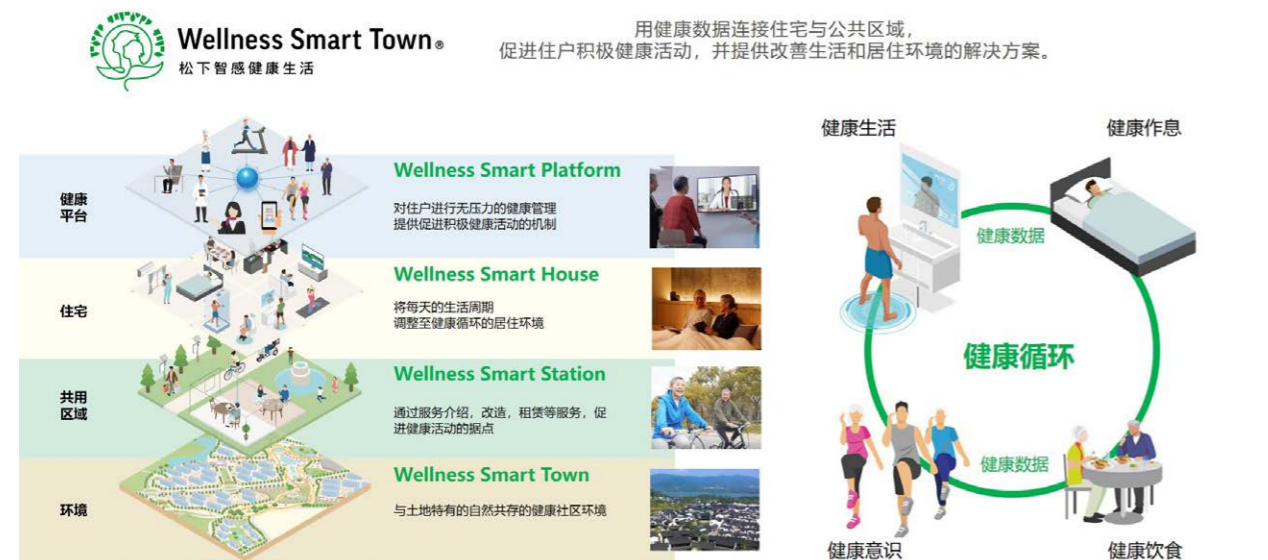 Wellness Smart Town®
松下智感健康生活
用健康数据连接住宅与公共区域，
促进住户积极健康活动，并提供改善生活和居住环境的解决方案。
健康
平台
Wellness Smart Platform
对住户进行无压力的健康管理
提供促进积极健康活动的机制
住宅
Wellness Smart House
将每天的生活周期
调整至健康循环的居住环境
共用
区域
Wellness Smart Station
通过服务介绍，改造，租赁等服务，促
进健康活动的据点
环境
Wellness Smart Town
与土地特有的自然共存的健康社区环境
健康生活
健康作息
健康数据
健康循环
健康数据
健康意识
健康饮食